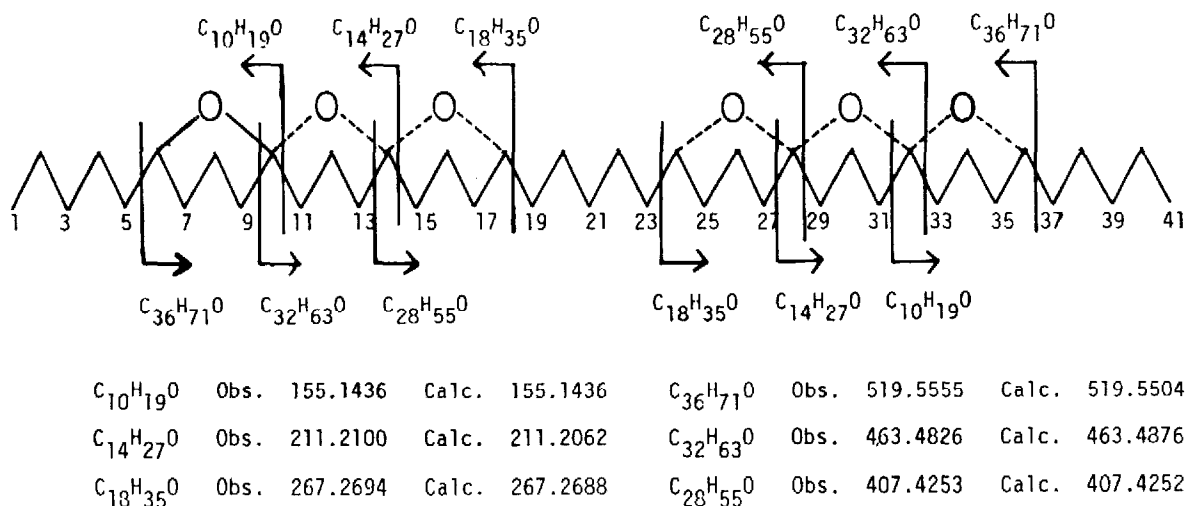 C10H19O C14H27O C18H35O C28H55O C32H63O C36H71O
O O O O O O
1 3 5 7 9 11 13 15 17 19 21 23 25 27 29 31 33 35 37 39 41
C36H71O C32H63O C28H55O C18H35O C14H27O C10H19O
C10H19O Obs. 155.1436 Calc. 155.1436 C36H71O Obs. 519.5555 Calc. 519.5504
C14H27O Obs. 211.2100 Calc. 211.2062 C32H63O Obs. 463.4826 Calc. 463.4876
C18H35O Obs. 267.2694 Calc. 267.2688 C28H55O Obs. 407.4253 Calc. 407.4252